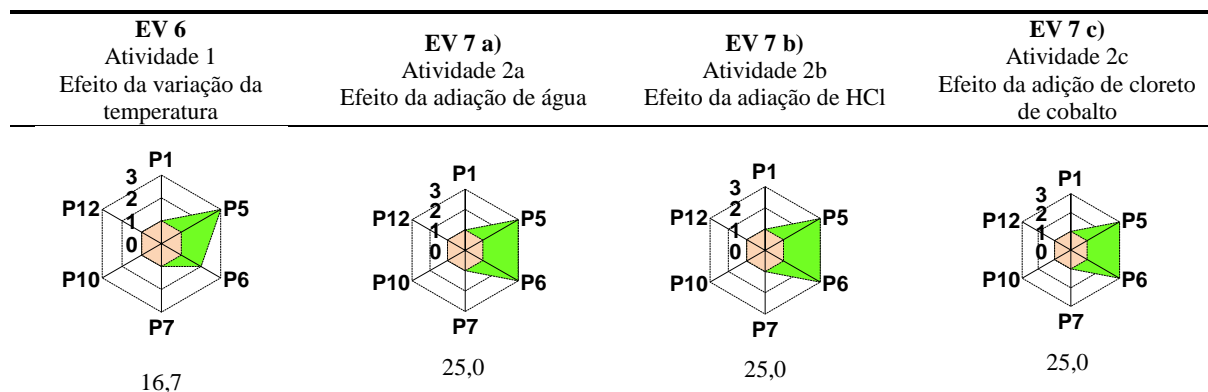 EV 6
Atividade 1
Efeito da variação da
temperatura
EV 7 a)
Atividade 2a
Efeito da adiação de água
EV 7 b)
Atividade 2b
Efeito da adiação de HCl
EV 7 c)
Atividade 2c
Efeito da adição de cloreto
de cobalto
P1
3
2
1
0
P12
P5
P10
P6
P7
16,7
P1
3
2
1
0
P12
P5
P10
P6
P7
25,0
P1
3
2
1
0
P12
P5
P10
P6
P7
25,0
P1
3
2
1
0
P12
P5
P10
P6
P7
25,0